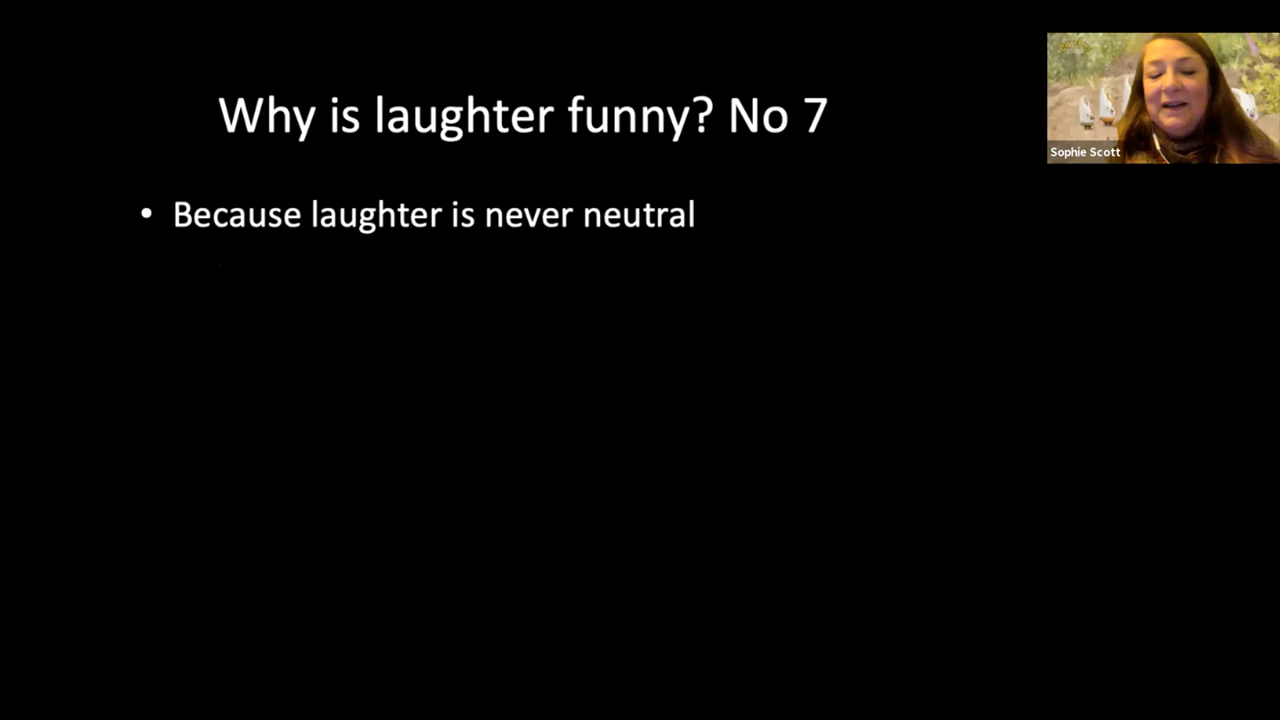 Why is laughter funny? No 7
• Because laughter is never neutral
Sophie Scott